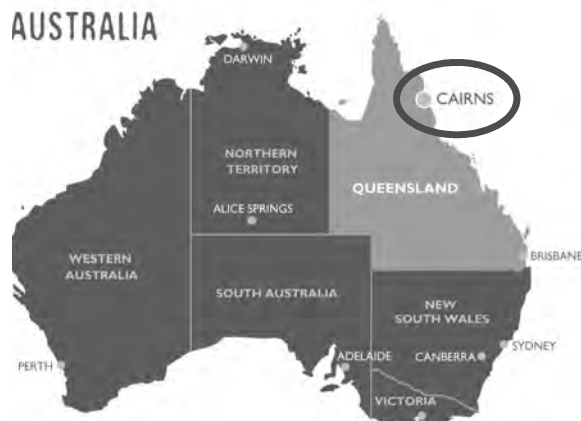 AUSTRALIA
DARWIN
CAIRNS
NORTHERN
TERRITORY
QUEENSLAND
ALICE SPRINGS
WESTERN
AUSTRALIA
BRISBANE
SOUTH AUSTRALIA
NEW
SOUTH WALES
SYDNEY
ADELAIDE
CANBERRA
PERTH
VICTORIA